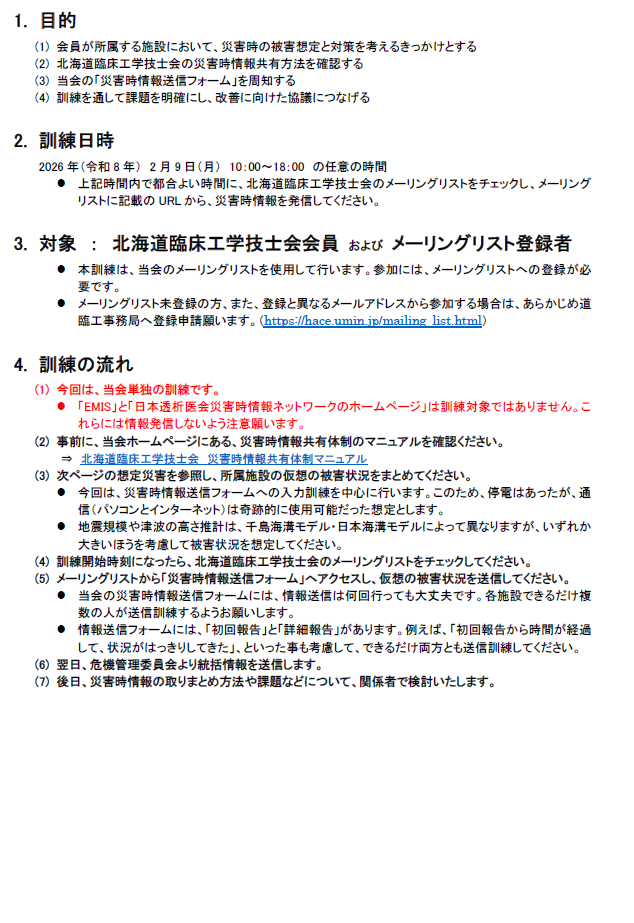 1. 目的
(1) 会員が所属する施設において、災害時の被害想定と対策を考えるきっかけとする
(2) 北海道臨床工学技士会の災害時情報共有方法を確認する
(3) 当会の「災害時情報送信フォーム」を周知する
(4) 訓練を通して課題を明確にし、改善に向けた協議につなげる
2. 訓練日時
2026年(令和8年) 2月9日(月) 10:00～18:00 の任意の時間
● 上記時間内で都合よい時間に、北海道臨床工学技士会のメーリングリストをチェックし、メーリング
リストに記載のURLから、災害時情報を発信してください。
3. 対象 : 北海道臨床工学技士会会員 および メーリングリスト登録者
● 本訓練は、当会のメーリングリストを使用して行います。参加には、メーリングリストへの登録が必
要です。
● メーリングリスト未登録の方、また、登録と異なるメールアドレスから参加する場合は、あらかじめ道
臨工事務局へ登録申請願います。(https://hace.umin.jp/mailing_list.html)
4. 訓練の流れ
(1) 今回は、当会単独の訓練です。
● 「EMIS」と「日本透析医会災害時情報ネットワークのホームページ」は訓練対象ではありません。こ
れらには情報発信しないよう注意願います。
(2) 事前に、当会ホームページにある、災害時情報共有体制のマニュアルを確認ください。
⇒ 北海道臨床工学技士会 災害時情報共有体制マニュアル
(3) 次ページの想定災害を参照し、所属施設の仮想の被害状況をまとめてください。
● 今回は、災害時情報送信フォームへの入力訓練を中心に行います。このため、停電はあったが、通
信(パソコンとインターネット)は奇跡的に使用可能だった想定とします。
● 地震規模や津波の高さ推計は、千島海溝モデル・日本海溝モデルによって異なりますが、いずれか
大きいほうを考慮して被害状況を想定してください。
(4) 訓練開始時刻になったら、北海道臨床工学技士会のメーリングリストをチェックしてください。
(5) メーリングリストから「災害時情報送信フォーム」へアクセスし、仮想の被害状況を送信してください。
● 当会の災害時情報送信フォームには、情報送信は何回行っても大丈夫です。各施設できるだけ複
数の人が送信訓練するようお願いします。
● 情報送信フォームには、「初回報告」と「詳細報告」があります。例えば、「初回報告から時間が経過
して、状況がはっきりしてきた」、といった事も考慮して、できるだけ両方とも送信訓練してください。
(6) 翌日、危機管理委員会より統括情報を送信します。
(7) 後日、災害時情報の取りまとめ方法や課題などについて、関係者で検討いたします。